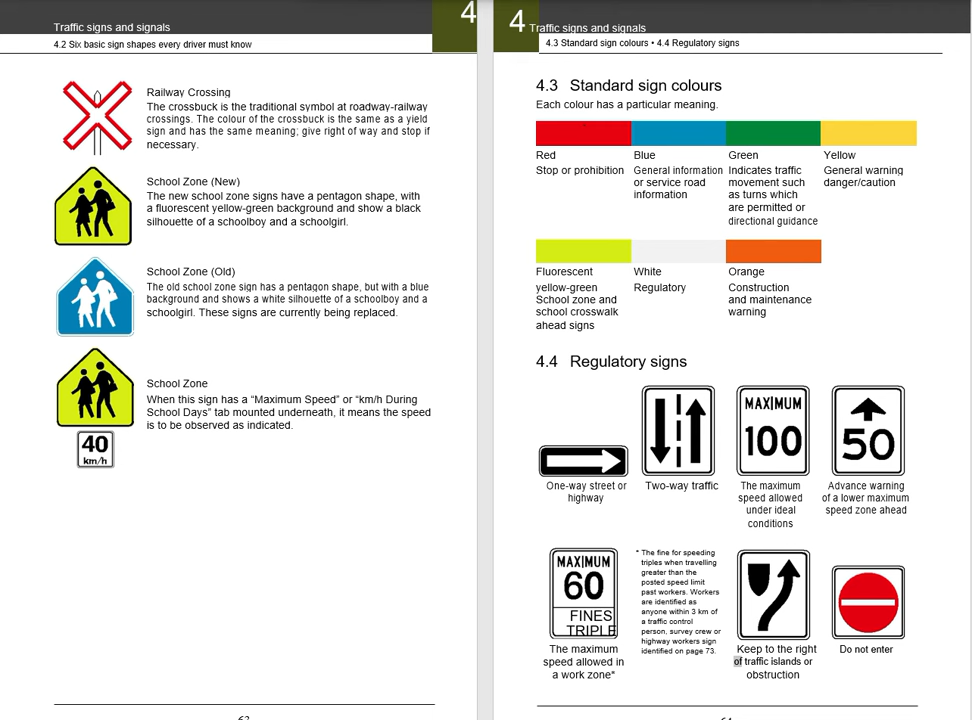 Traffic signs and signals
4
4.2 Six basic sign shapes every driver must know
Railway Crossing
The crossbuck is the traditional symbol at roadway-railway
crossings. The colour of the crossbuck is the same as a yield
sign and has the same meaning; give right of way and stop if
necessary.
School Zone (New)
The new school zone signs have a pentagon shape, with
a fluorescent yellow-green background and show a black
silhouette of a schoolboy and a schoolgirl.
School Zone (Old)
The old school zone sign has a pentagon shape, but with a blue
background and shows a white silhouette of a schoolboy and a
schoolgirl. These signs are currently being replaced.
School Zone
When this sign has a “Maximum Speed” or “km/h During
School Days” tab mounted underneath, it means the speed
is to be observed as indicated.
40
km/h
4
Traffic signs and signals
4.3 Standard sign colours • 4.4 Regulatory signs
4.3 Standard sign colours
Each colour has a particular meaning.
Red
Stop or prohibition
Blue
General information
or service road
information
Green
Indicates traffic
movement such
as turns which
are permitted or
directional guidance
Yellow
General warning
danger/caution
Fluorescent
yellow-green
School zone and
school crosswalk
ahead signs
White
Regulatory
Orange
Construction
and maintenance
warning
4.4 Regulatory signs
One-way street or
highway
Two-way traffic
MAXIMUM
100
The maximum
speed allowed
under ideal
conditions
50
Advance warning
of a lower maximum
speed zone ahead
MAXIMUM
60
FINES
TRIPLE
The maximum
speed allowed in
a work zone*
* The fine for speeding
triples when travelling
greater than the
posted speed limit
past workers. Workers
are identified as
anyone within 3 km of
a traffic control
person, survey crew or
highway workers sign
identified on page 73.
Keep to the right
of traffic islands or
obstruction
Do not enter